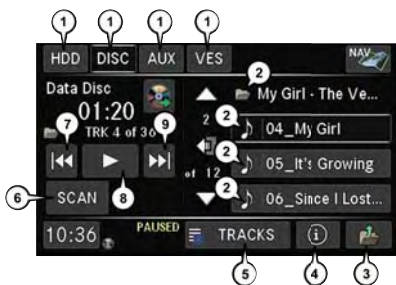 1 1 1 1
HDD DISC AUX VES NAV
Data Disc
01:20
TRK 4 of 36
2
My Girl - The Ve...
7 9
2
of 12
2
04_My Girl
2
05_It's Growing
2
06_Since I Lost...
6
SCAN
8
10:36
PAUSED
TRACKS
i
5 4 3